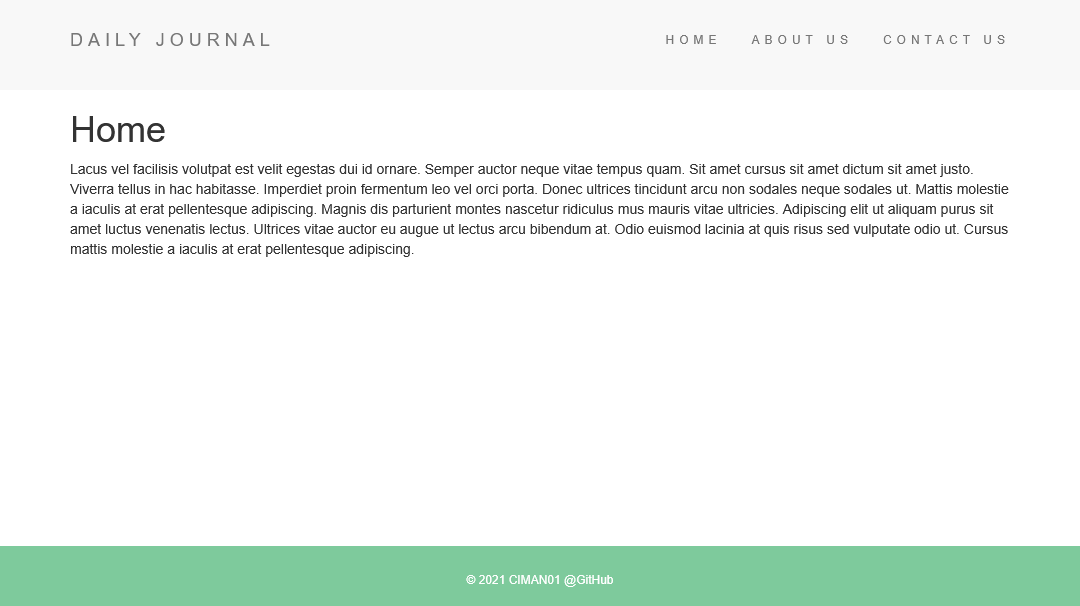 DAILY JOURNAL
HOME ABOUT US CONTACT US
Home
Lacus vel facilisis volutpat est velit egestas dui id ornare. Semper auctor neque vitae tempus quam. Sit amet cursus sit amet dictum sit amet justo.
Viverra tellus in hac habitasse. Imperdiet proin fermentum leo vel orci porta. Donec ultrices tincidunt arcu non sodales neque sodales ut. Mattis molestie
a iaculis at erat pellentesque adipiscing. Magnis dis parturient montes nascetur ridiculus mus mauris vitae ultricies. Adipiscing elit ut aliquam purus sit
amet luctus venenatis lectus. Ultrices vitae auctor eu augue ut lectus arcu bibendum at. Odio euismod lacinia at quis risus sed vulputate odio ut. Cursus
mattis molestie a iaculis at erat pellentesque adipiscing.
© 2021 CIMAN01 @GitHub